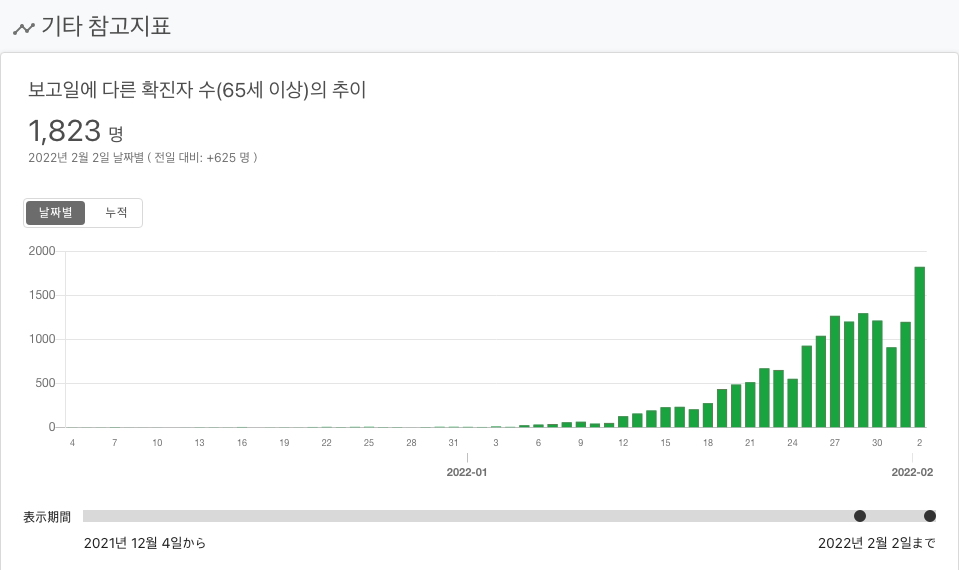 기타 참고지표
보고일에 다른 확진자 수(65세 이상)의 추이
1,823 명
2022년 2월 2일 날짜별 ( 전일 대비: +625 명 )
날짜별 누적
2000
1500
1000
500
0
4 7 10 13 16 19 22 25 28 31 3 6 9 12 15 18 21 24 27 30 2
2022-01 2022-02
表示期間
2021년 12월 4일から 2022년 2월 2일まで